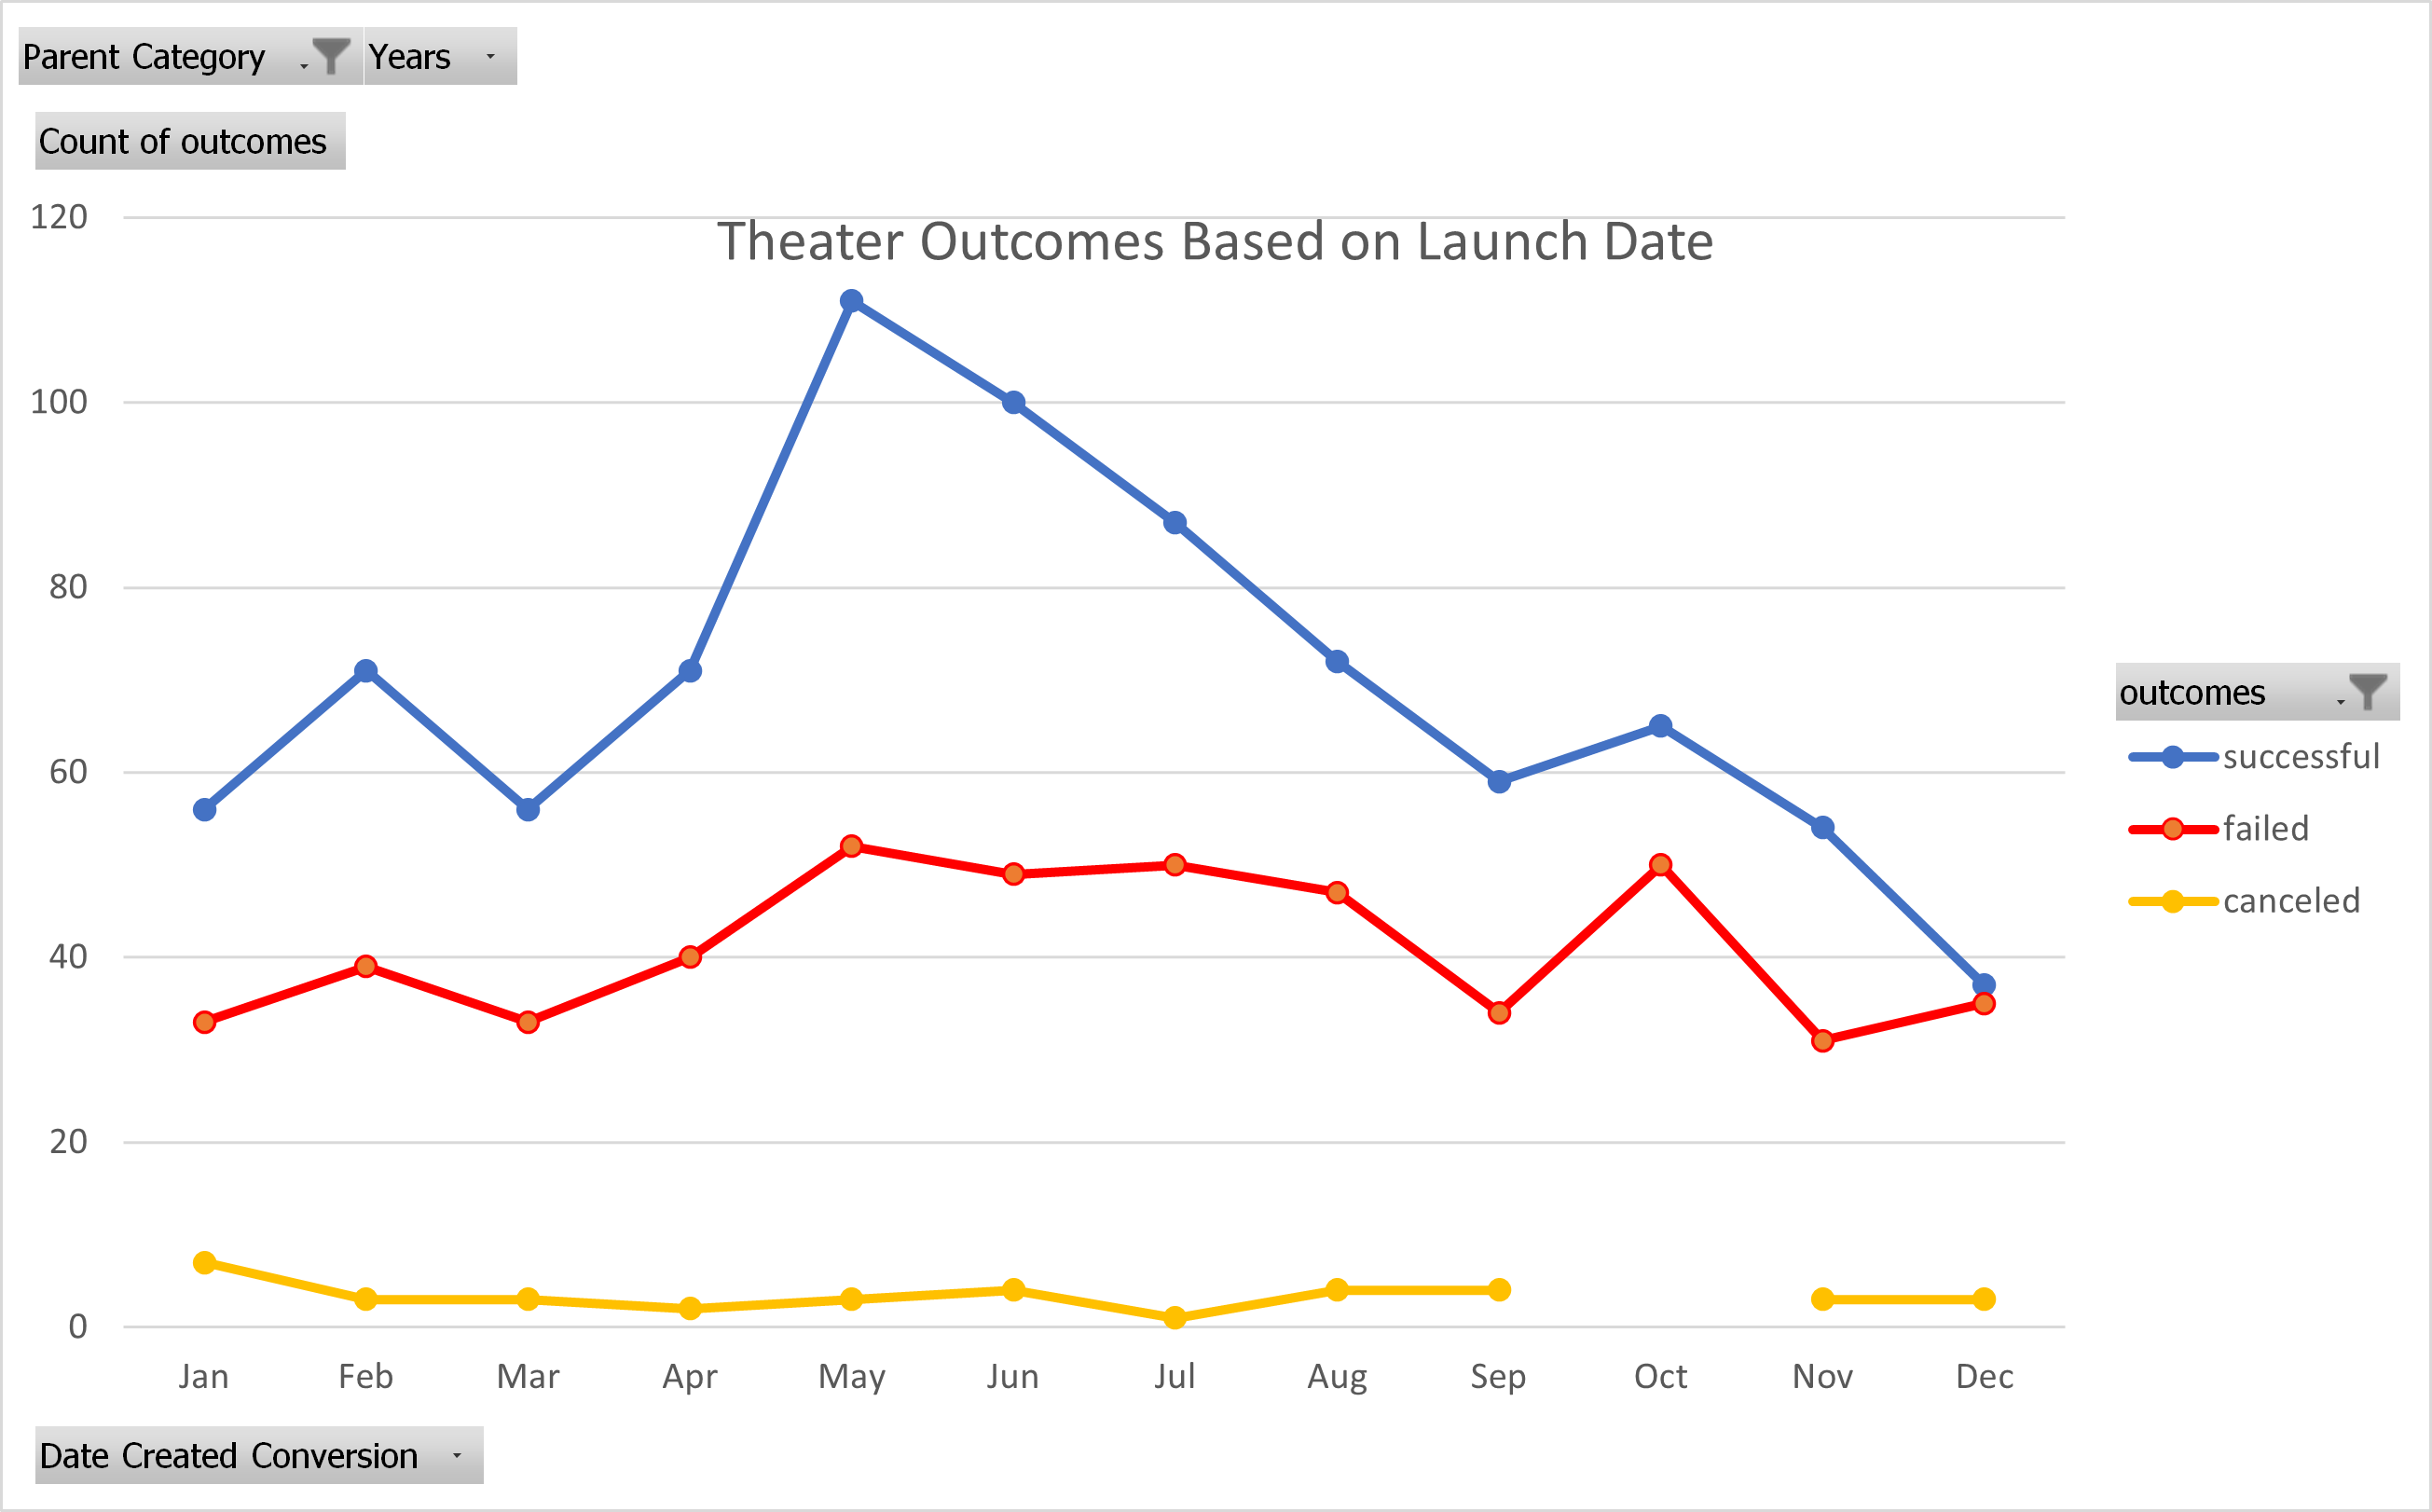 Parent Category Years
Count of outcomes
Theater Outcomes Based on Launch Date
120
100
80
60
40
20
0
Jan Feb Mar Apr May Jun Jul Aug Sep Oct Nov Dec
outcomes
successful
failed
canceled
Date Created Conversion